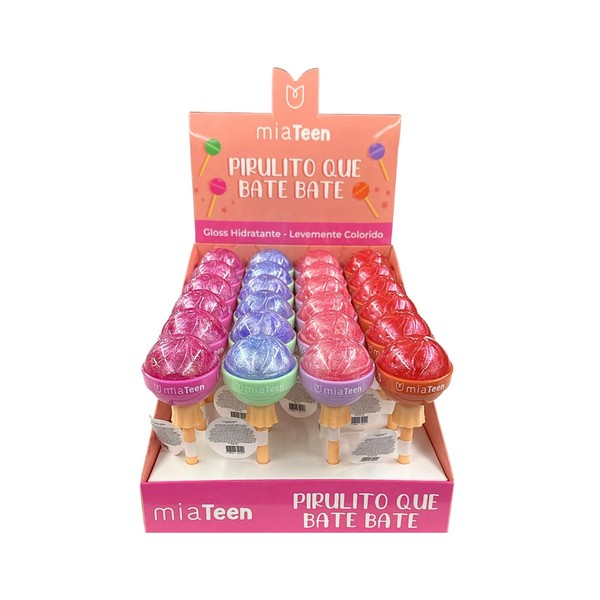 miaTeen
PIRULITO QUE
BATE BATE
Gloss Hidratante - Levemente Colorido
miaTeen
miaTeen
miaTeen
miaTeen
miaTeen
PIRULITO QUE
BATE BATE